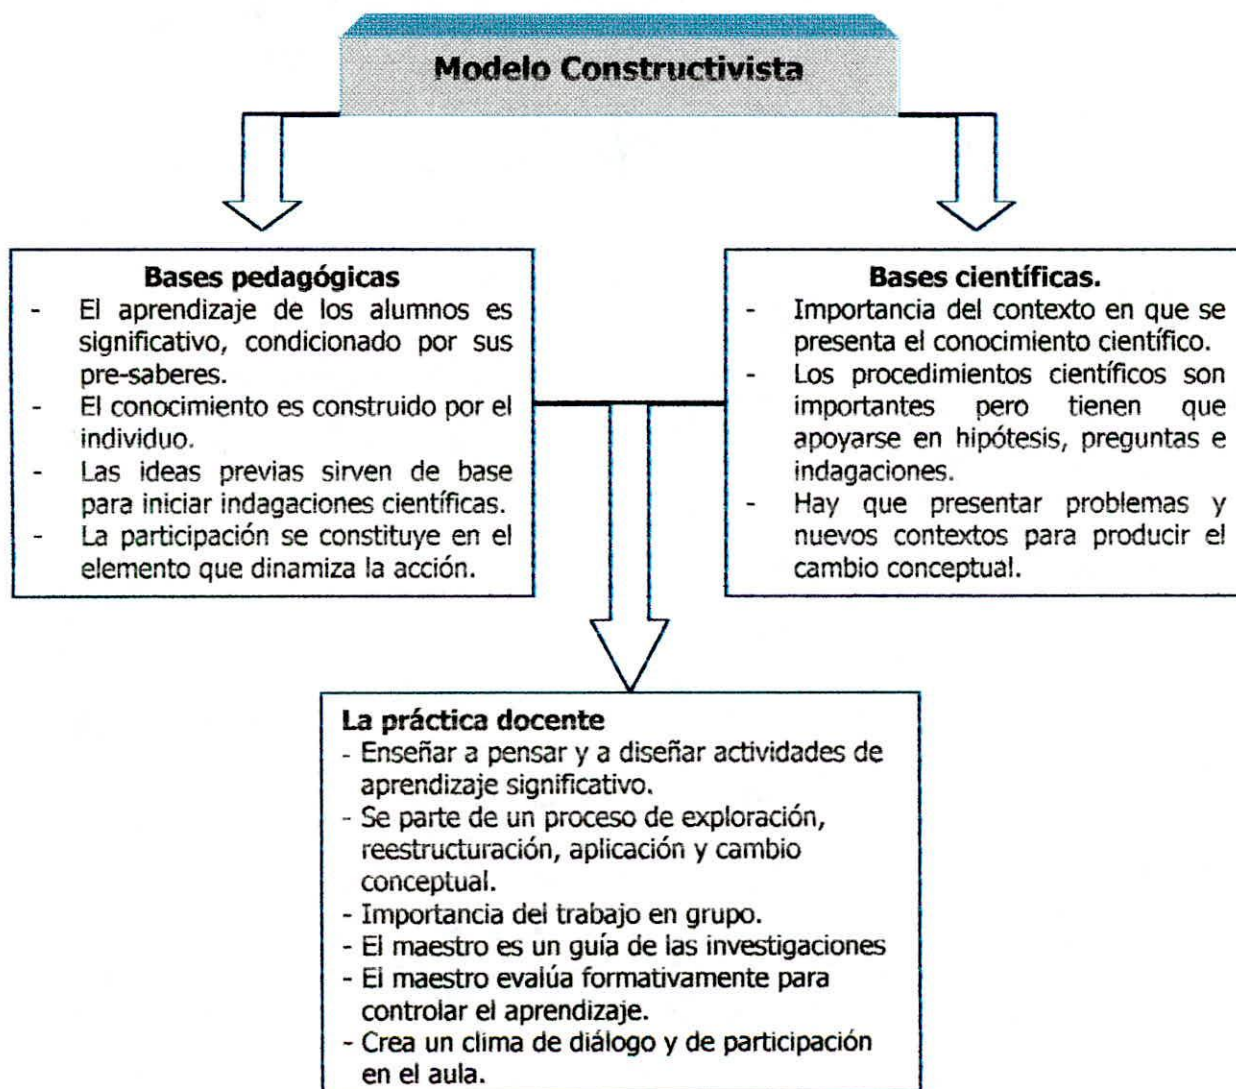 Modelo Constructivista
Bases pedagógicas
- El aprendizaje de los alumnos es
significativo, condicionado por sus
pre-saberes.
- El conocimiento es construido por el
individuo.
- Las ideas previas sirven de base
para iniciar indagaciones científicas.
- La participación se constituye en el
elemento que dinamiza la acción.
Bases científicas.
- Importancia del contexto en que se
presenta el conocimiento científico.
- Los procedimientos científicos son
importantes pero tienen que
apoyarse en hipótesis, preguntas e
indagaciones.
- Hay que presentar problemas y
nuevos contextos para producir el
cambio conceptual.
La práctica docente
- Enseñar a pensar y a diseñar actividades de
aprendizaje significativo.
- Se parte de un proceso de exploración,
reestructuración, aplicación y cambio
conceptual.
- Importancia del trabajo en grupo.
- El maestro es un guía de las investigaciones
- El maestro evalúa formativamente para
controlar el aprendizaje.
- Crea un clima de diálogo y de participación
en el aula.